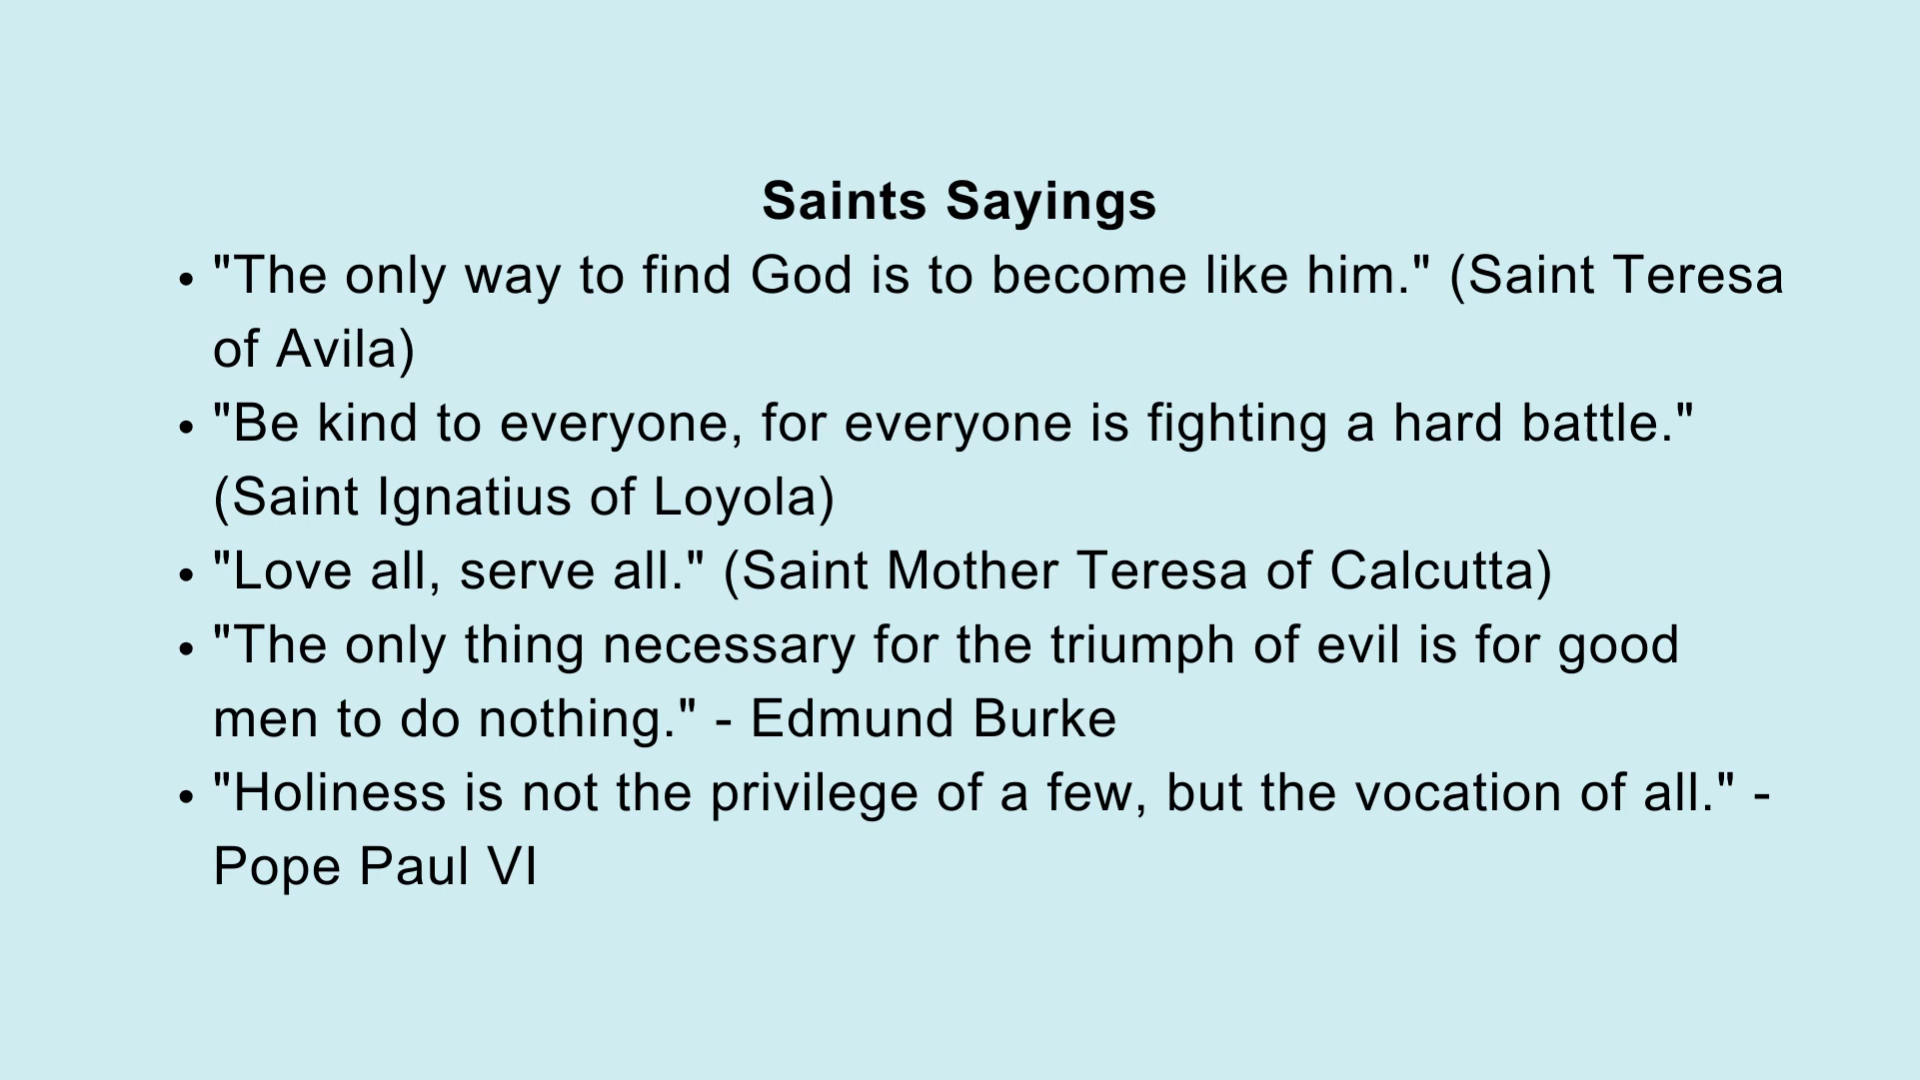 Saints Sayings
• "The only way to find God is to become like him." (Saint Teresa
of Avila)
• "Be kind to everyone, for everyone is fighting a hard battle."
(Saint Ignatius of Loyola)
• "Love all, serve all." (Saint Mother Teresa of Calcutta)
• "The only thing necessary for the triumph of evil is for good
men to do nothing." - Edmund Burke
• "Holiness is not the privilege of a few, but the vocation of all." -
Pope Paul VI